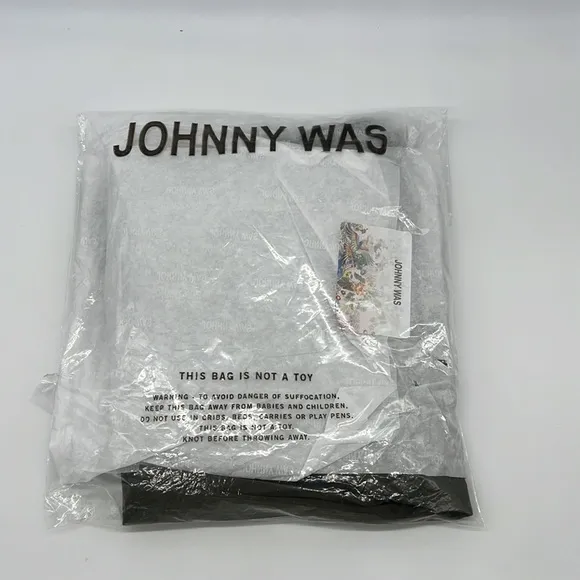 JOHNNY WAS
JOHNNY WAS
THIS BAG IS NOT A TOY
WARNING - TO AVOID DANGER OF SUFFOCATION,
KEEP THIS BAG AWAY FROM BABIES AND CHILDREN.
DO NOT USE IN CRIBS, BEDS, CARRIES OR PLAY PENS.
THIS BAG IS NOT A TOY.
KNOT BEFORE THROWING AWAY.